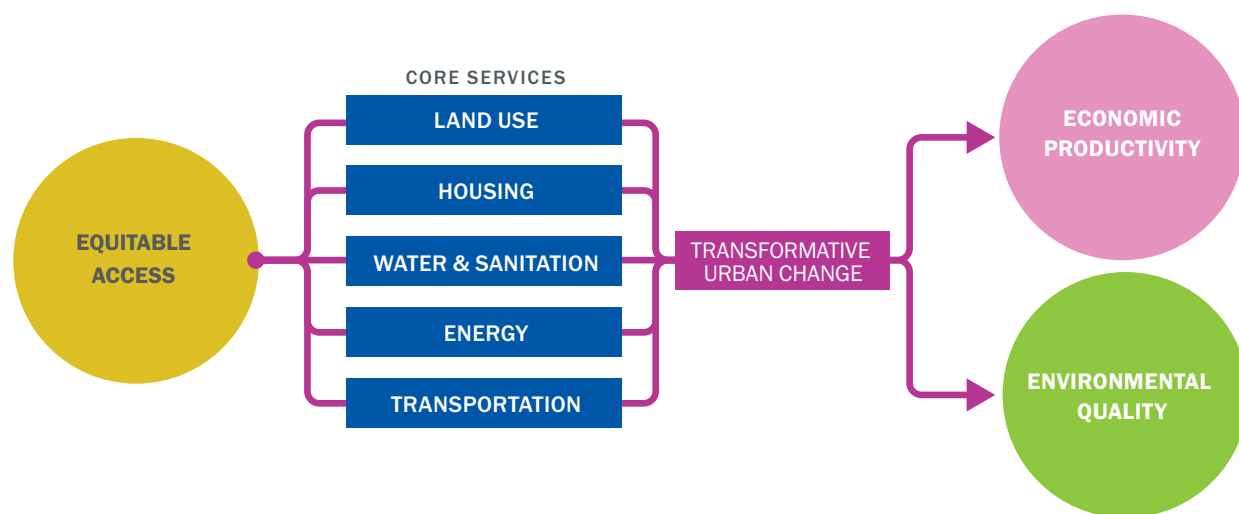 CORE SERVICES
EQUITABLE
ACCESS
LAND USE
HOUSING
WATER & SANITATION
ENERGY
TRANSPORTATION
TRANSFORMATIVE
URBAN CHANGE
ECONOMIC
PRODUCTIVITY
ENVIRONMENTAL
QUALITY